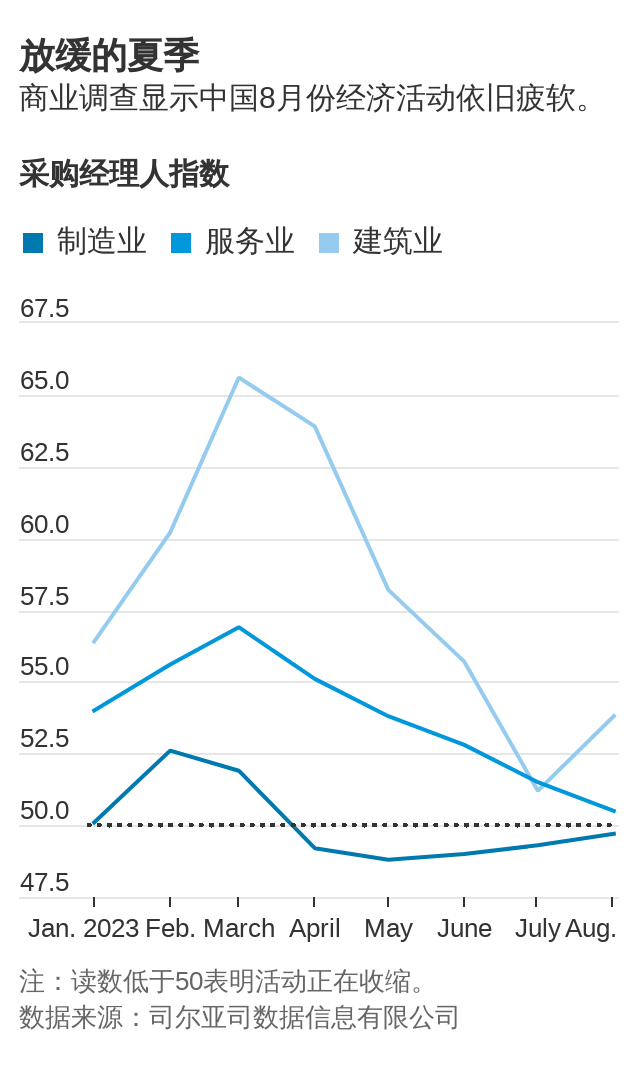 放缓的夏季
商业调查显示中国8月份经济活动依旧疲软。
采购经理人指数
制造业 服务业 建筑业
67.5
65.0
62.5
60.0
57.5
55.0
52.5
50.0
47.5
Jan. 2023 Feb. March April May June July Aug.
注：读数低于50表明活动正在收缩。
数据来源：司尔亚司数据信息有限公司